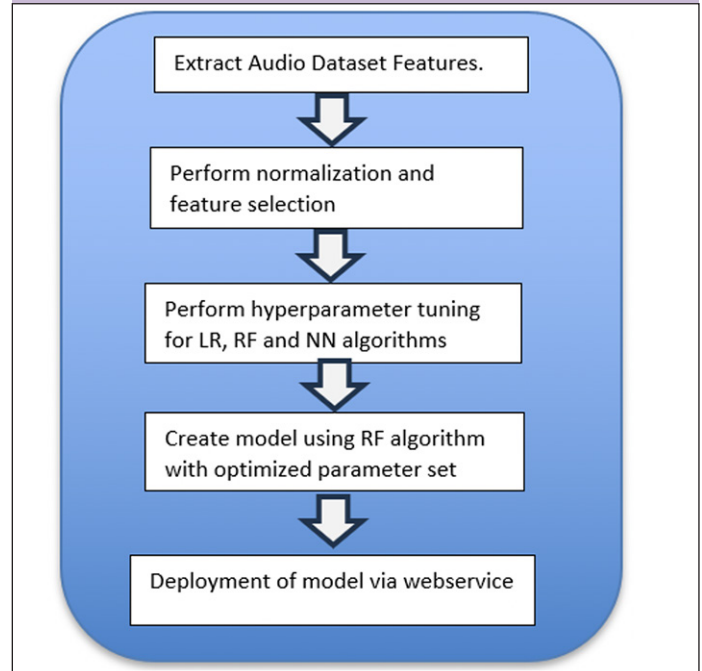 Extract Audio Dataset Features.
Perform normalization and
feature selection
Perform hyperparameter tuning
for LR, RF and NN algorithms
Create model using RF algorithm
with optimized parameter set
Deployment of model via webservice